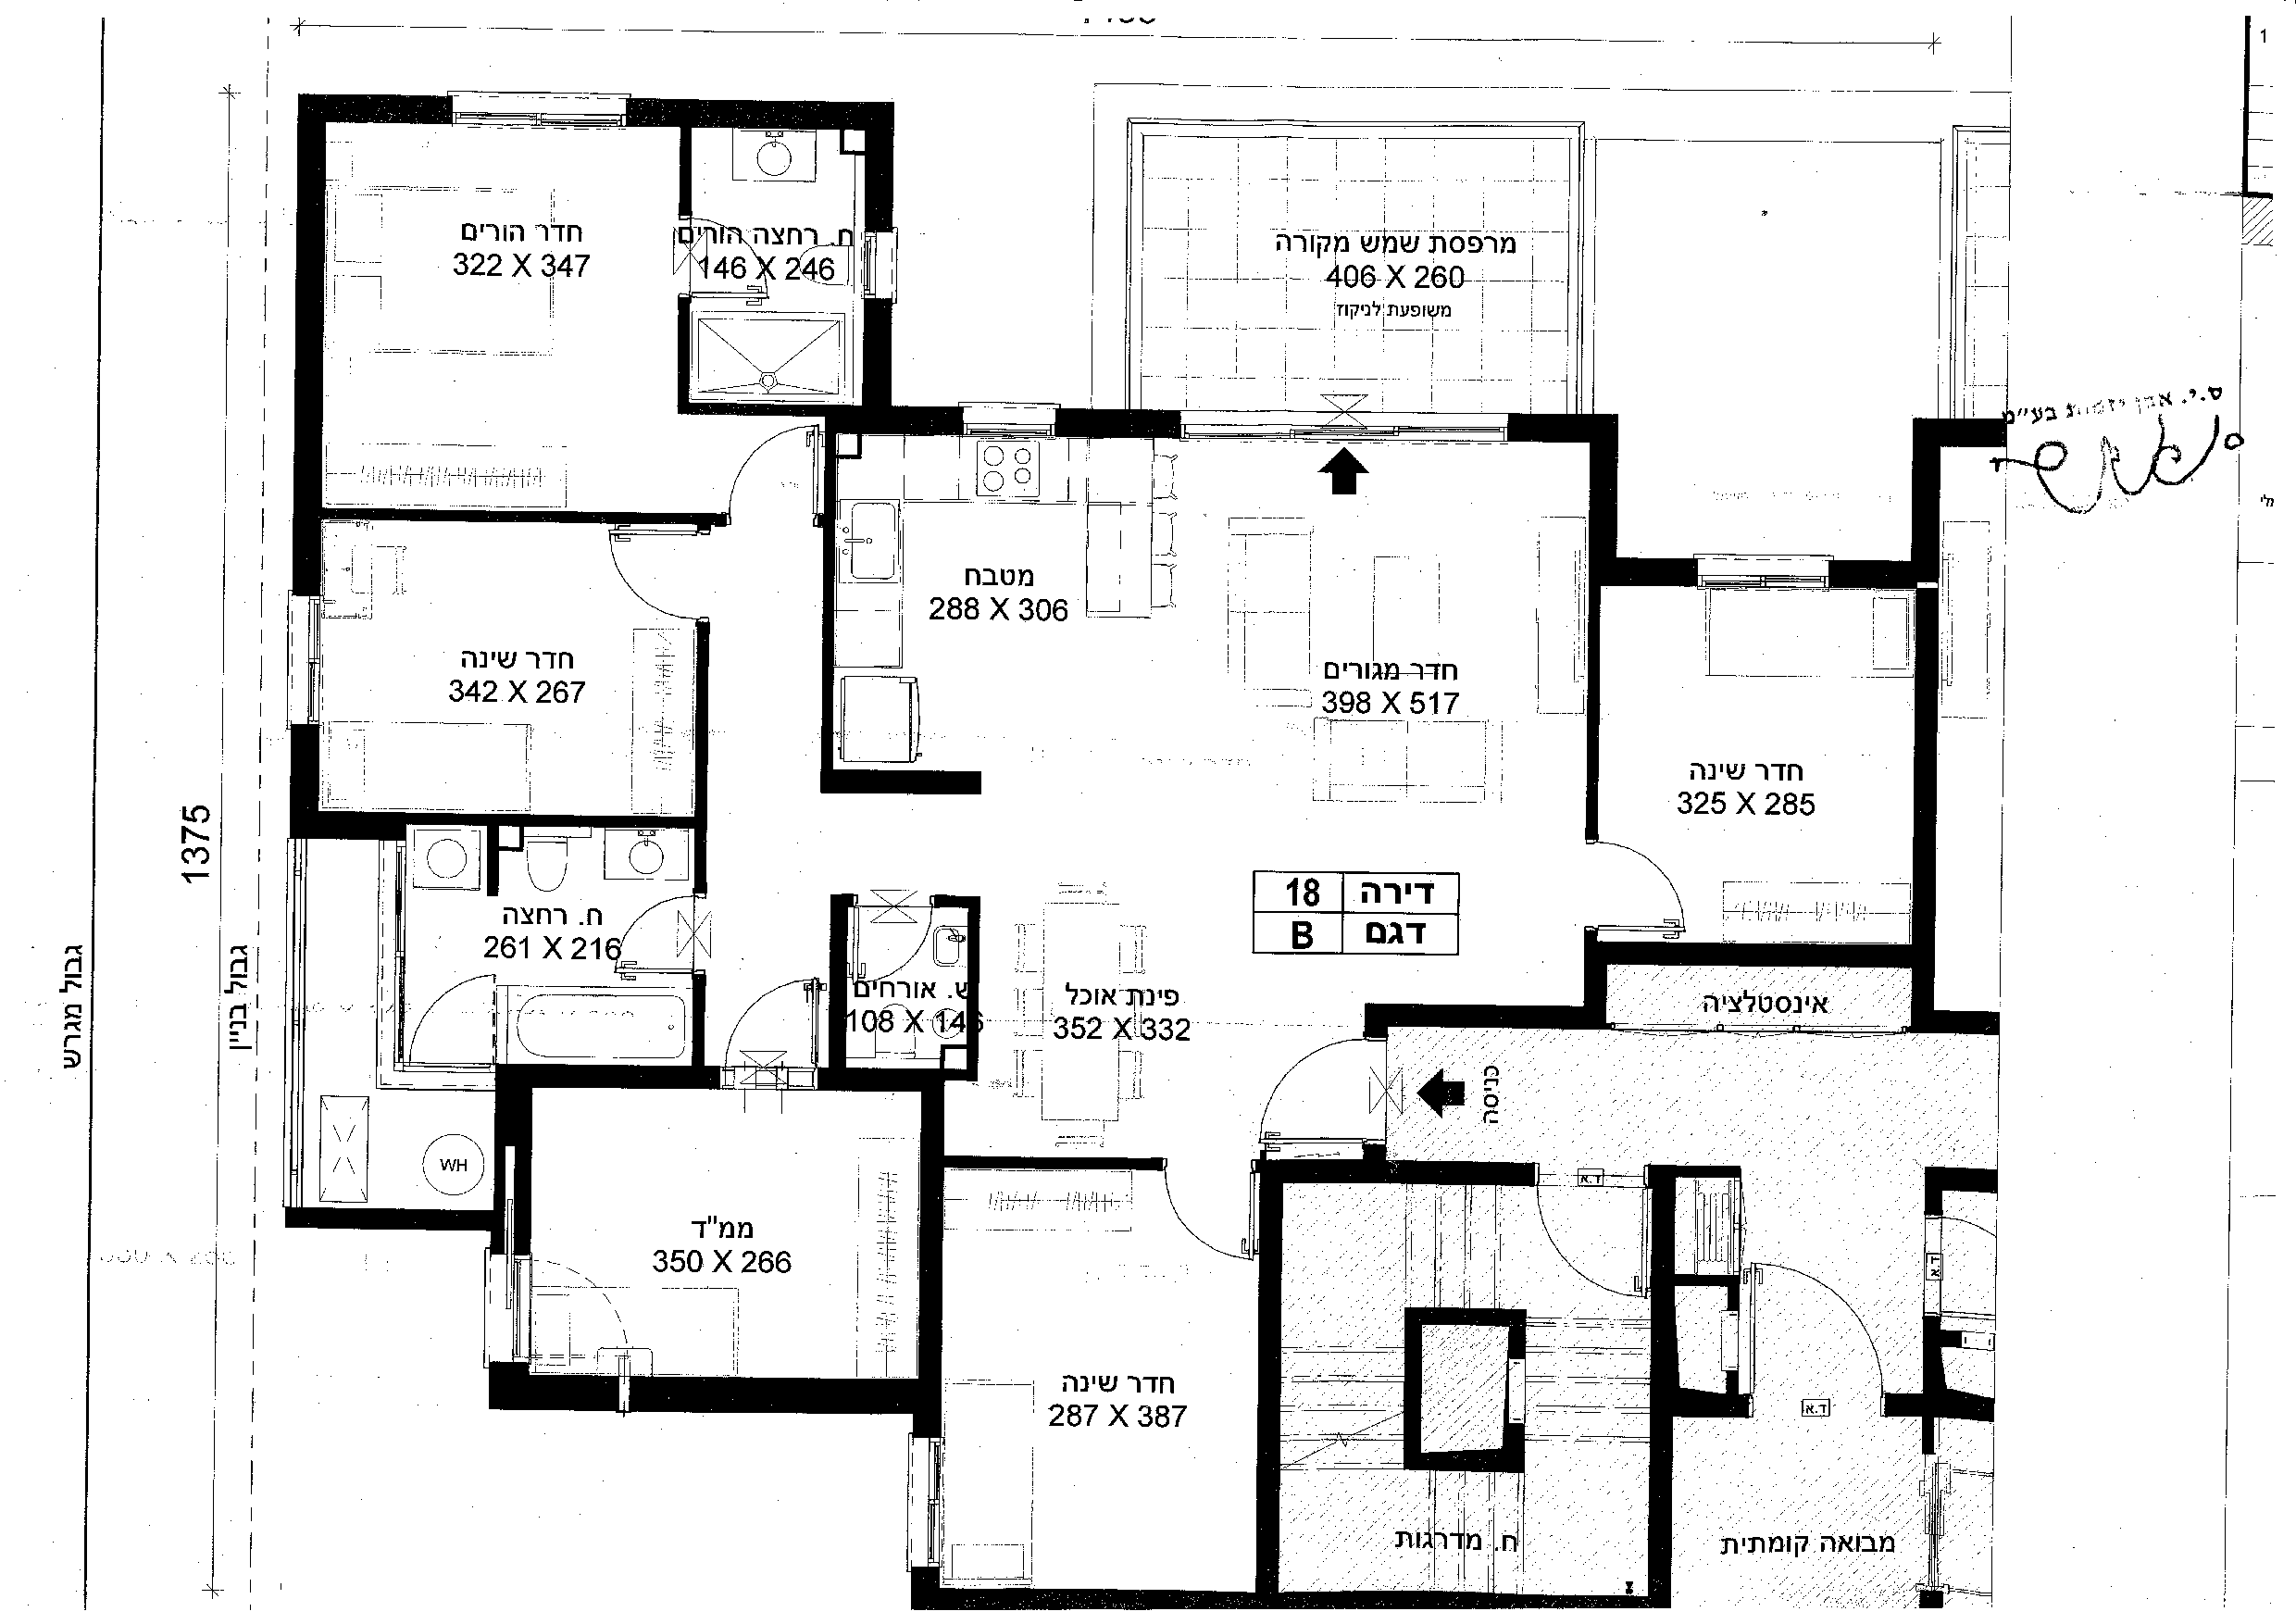 חדר הורים
322 X 347
ח. רחצה הורים
146 X 246
מרפסת שמש מקורה
406 X 260
משופעת לניקוז
ס.י. אמן יזמות בע"מ
מטבח
288 X 306
חדר שינה
342 X 267
חדר מגורים
398 X 517
חדר שינה
325 X 285
1375
גבול מגרש
גבול בניין
דירה 18
דגם B
ח. רחצה
261 X 216
ש. אורחים
108 X 146
פינת אוכל
352 X 332
אינסטלציה
כניסה
WH
ד.א
ממ"ד
350 X 266
ד.א
חדר שינה
287 X 387
ד.א
ח. מדרגות
מבואה קומתית
1